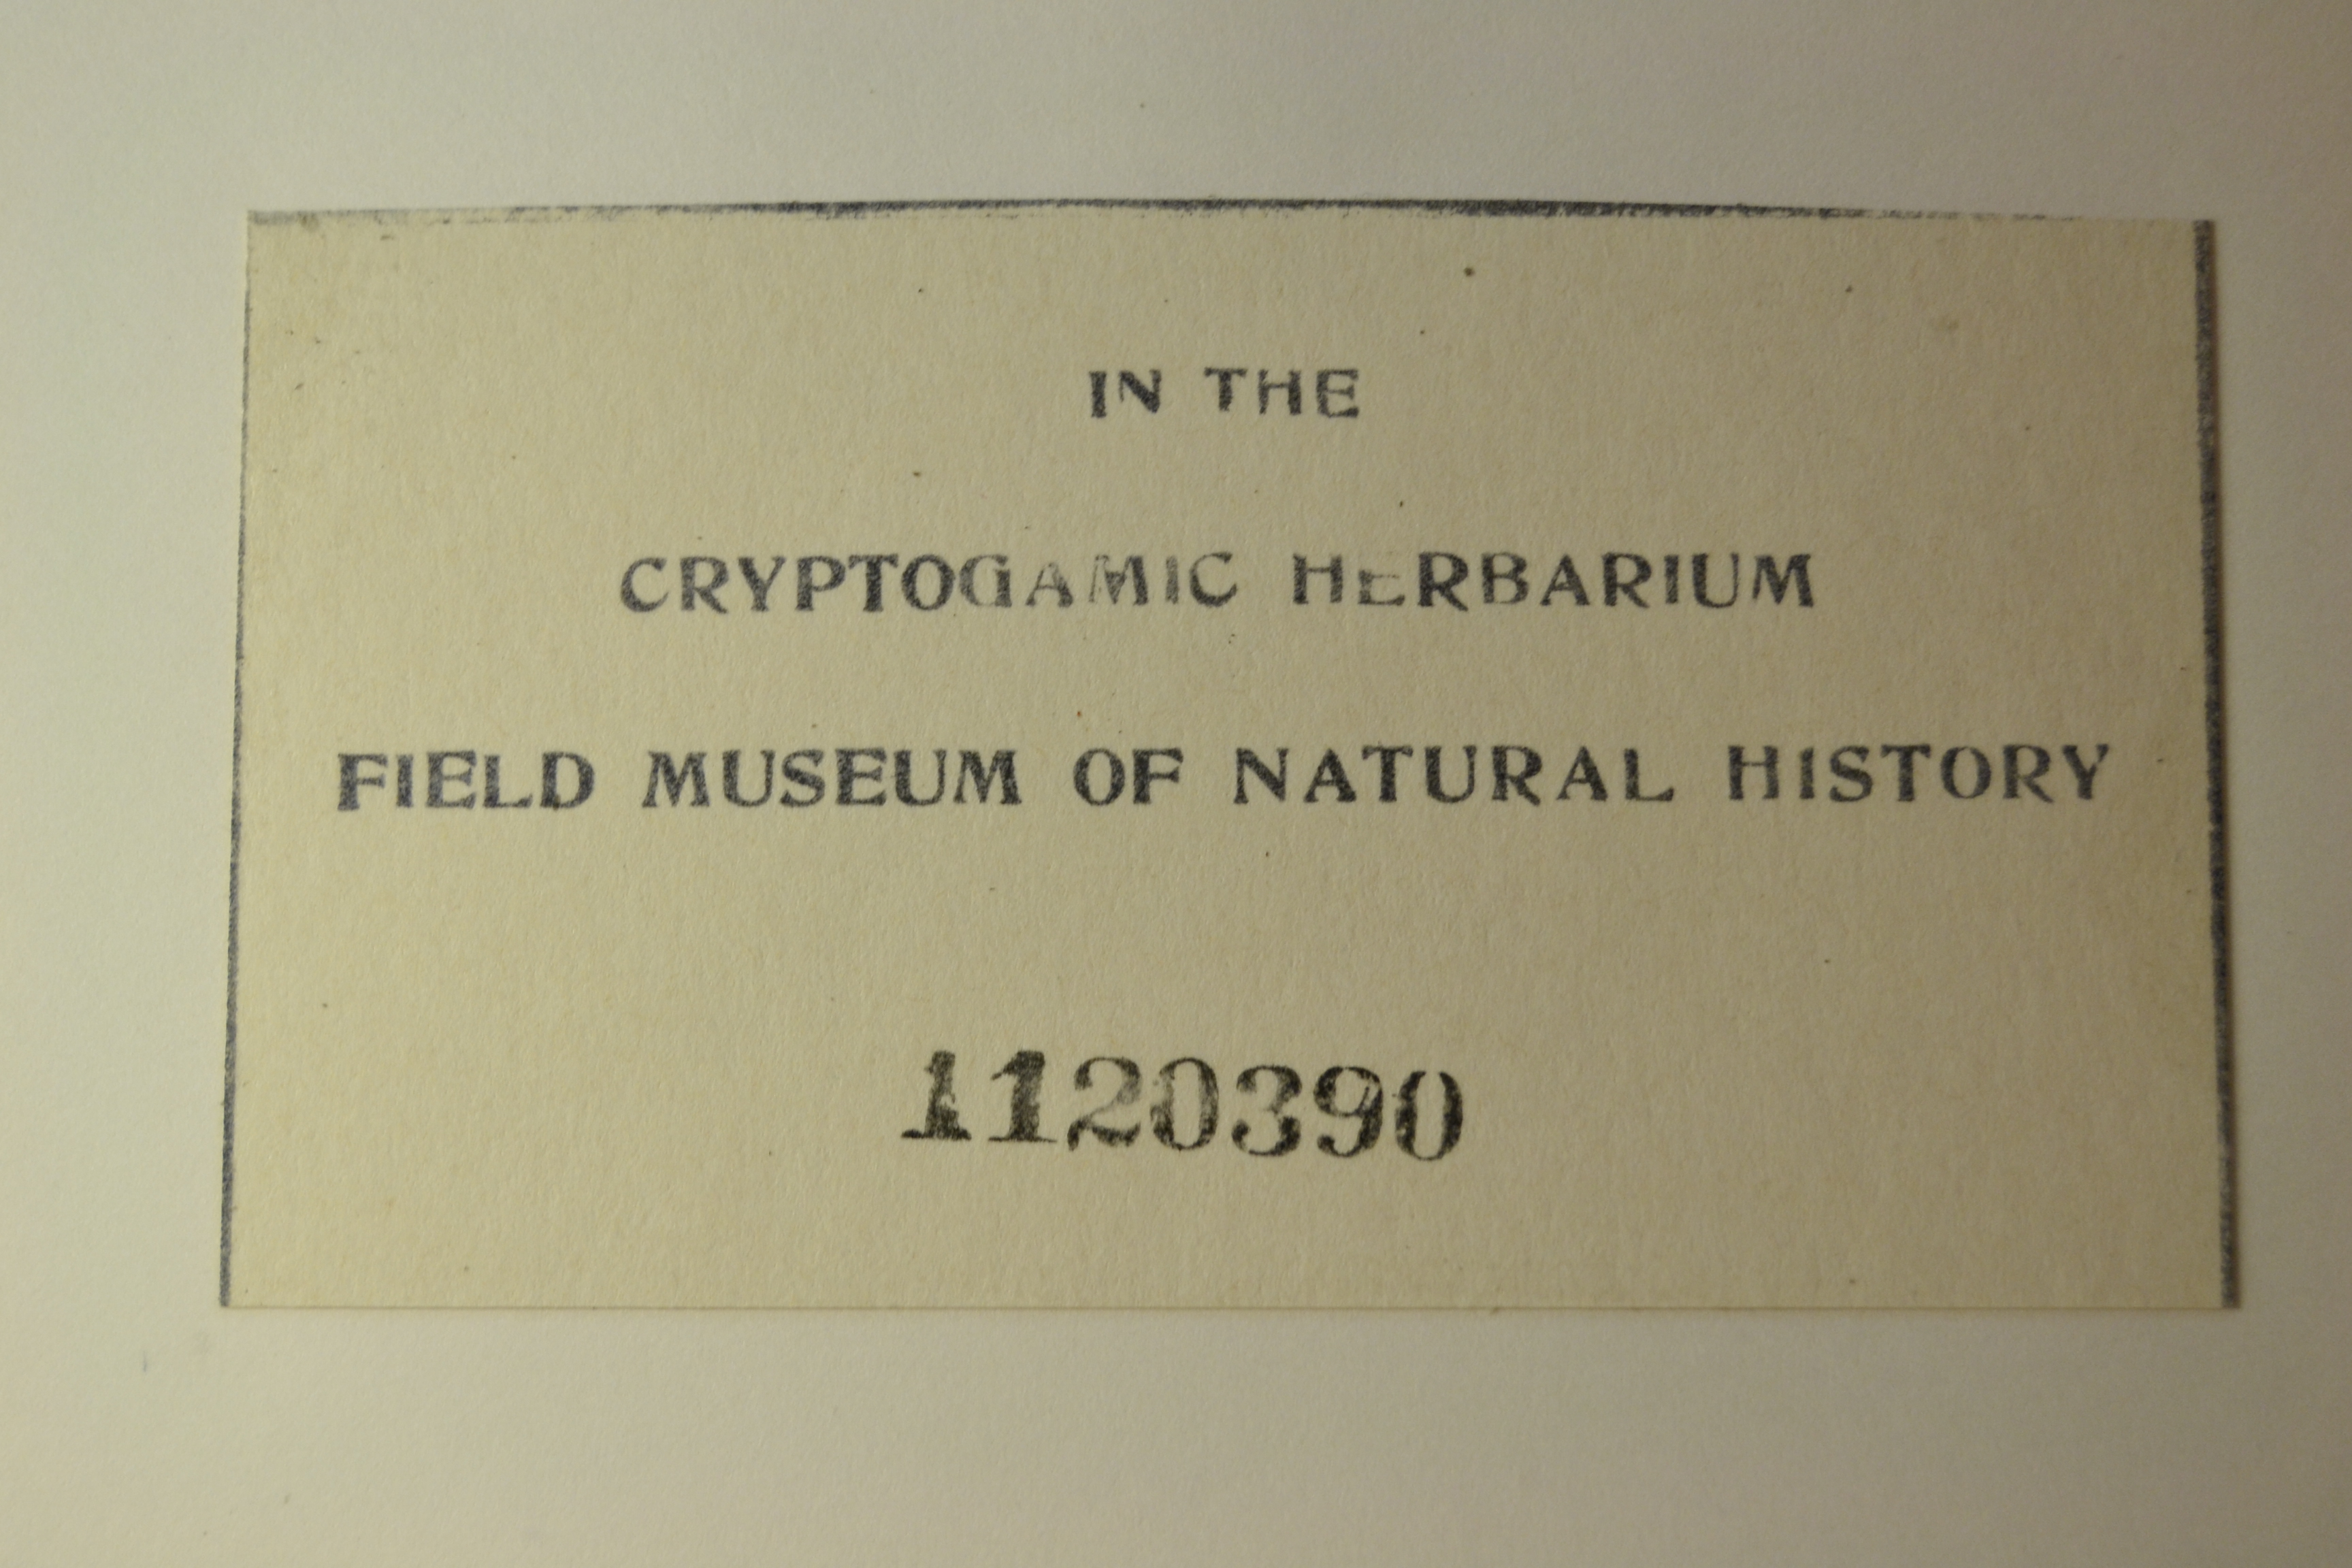 IN THE
CRYPTOGAMIC HERBARIUM
FIELD MUSEUM OF NATURAL HISTORY
1120390